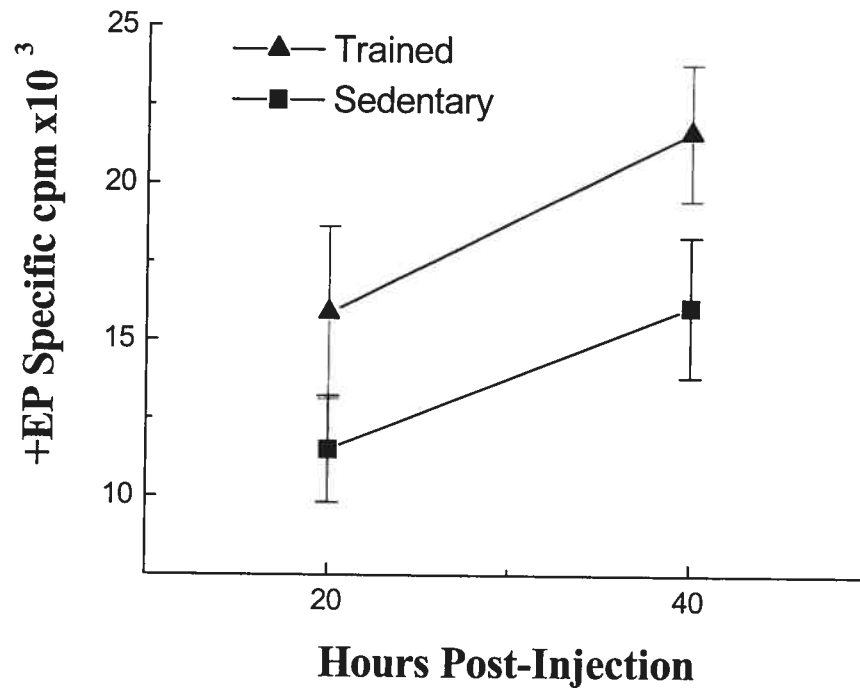 +EP Specific cpm x10 ³
25
20
15
10
Trained
Sedentary
20
40
Hours Post-Injection